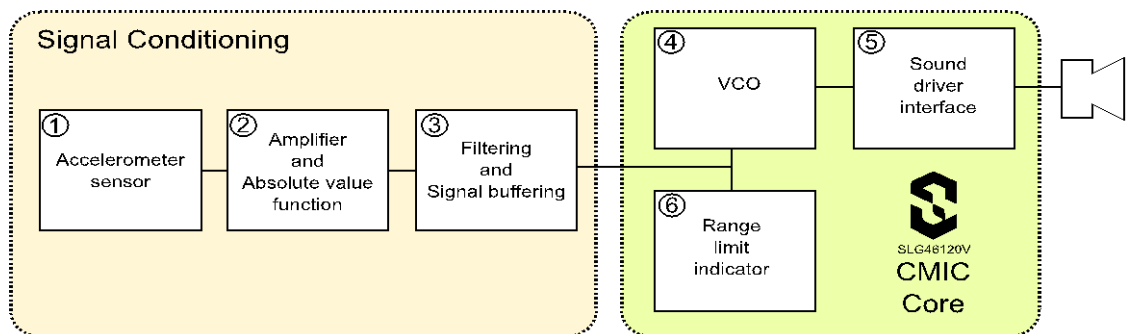 Signal Conditioning
①
Accelerometer
sensor
②
Amplifier
and
Absolute value
function
③
Filtering
and
Signal buffering
④
VCO
⑤
Sound
driver
interface
⑥
Range
limit
indicator
SLG46120V
CMIC
Core